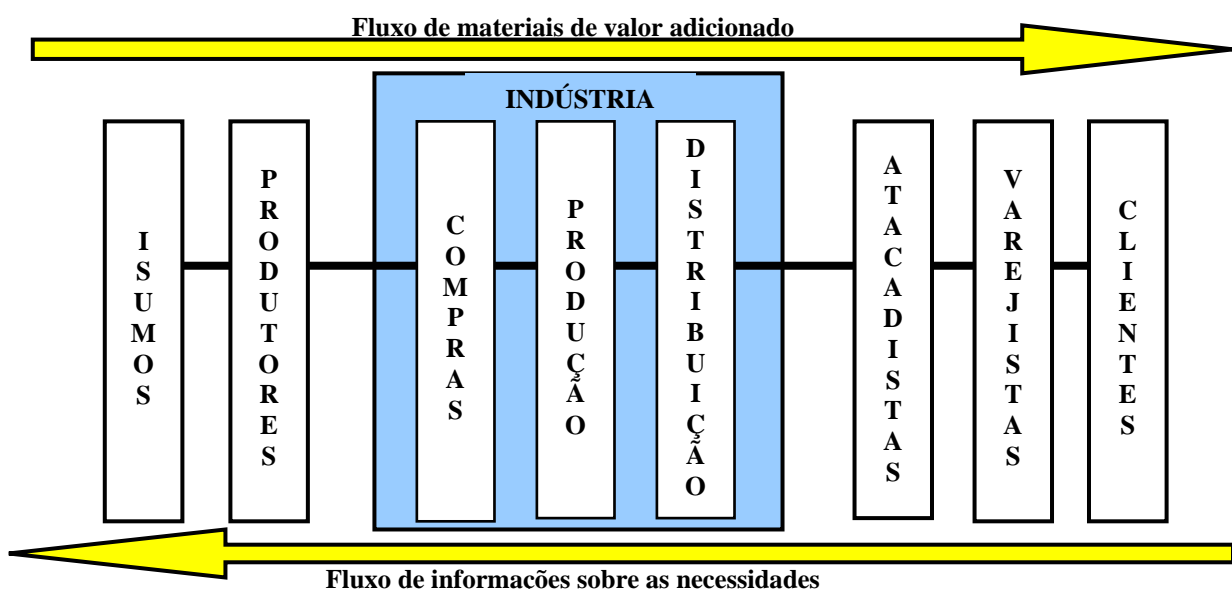 Fluxo de materiais de valor adicionado
INDÚSTRIA
ISUMOS
PRODUTORES
COMPRAS
PRODUÇÃO
DISTRIBUIÇÃO
ATACADISTAS
VAREJISTAS
CLIENTES
Fluxo de informacões sobre as necessidades